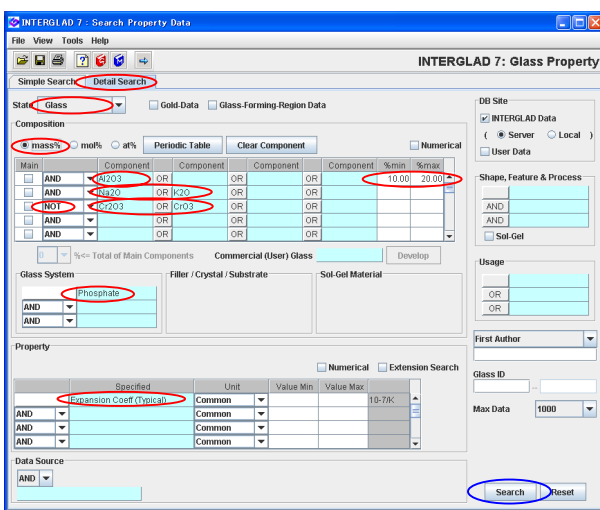 INTERGLAD 7 : Search Property Data
File View Tools Help
INTERGLAD 7: Glass Property
Simple Search Detail Search
State Glass Gold-Data Glass-Forming-Region Data
Composition
mass% mol% at% Periodic Table Clear Component Numerical
Main Component Component Component Component %min %max
AND Al2O3 OR OR OR 10.00 20.00
AND Na2O OR K2O OR OR
NOT Cr2O3 OR CrO3 OR OR
AND OR OR OR
AND OR OR OR
0 %<= Total of Main Components Commercial (User) Glass Develop
Glass System Filler / Crystal / Substrate Sol-Gel Material
Phosphate
AND
AND
Property
Numerical Extension Search
Specified Unit Value Min Value Max
Expansion Coeff (Typical) Common 10-7/K
AND Common
AND Common
AND Common
Data Source
AND
DB Site
INTERGLAD Data
( Server Local )
User Data
Shape, Feature & Process
AND
AND
Sol-Gel
Usage
OR
OR
First Author
Glass ID
--
Max Data 1000
Search Reset